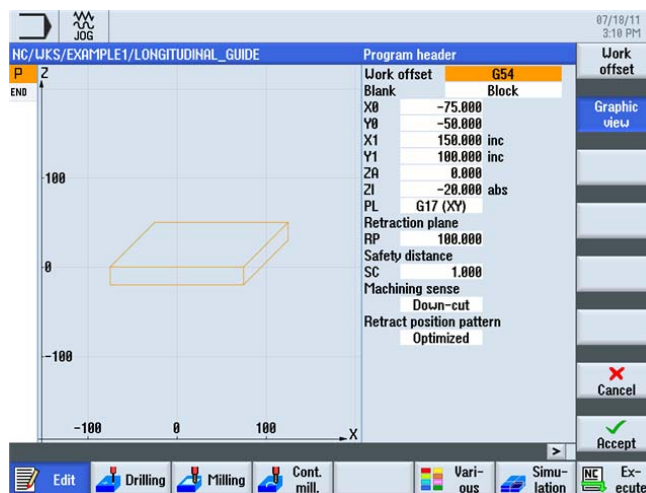 JOG
07/18/11
3:10 PM
NC/WKS/EXAMPLE1/LONGITUDINAL_GUIDE
Program header
Work offset
P
END
Z
100
0
-100
-100 0 100 X
Work offset G54
Blank Block
X0 -75.000
Y0 -50.000
X1 150.000 inc
Y1 100.000 inc
ZA 0.000
ZI -20.000 abs
PL G17 (XY)
Retraction plane
RP 100.000
Safety distance
SC 1.000
Machining sense
Down-cut
Retract position pattern
Optimized
Graphic view
Cancel
Accept
>
Edit
Drilling
Milling
Cont. mill.
Vari-ous
Simu-lation
NC Ex-ecute